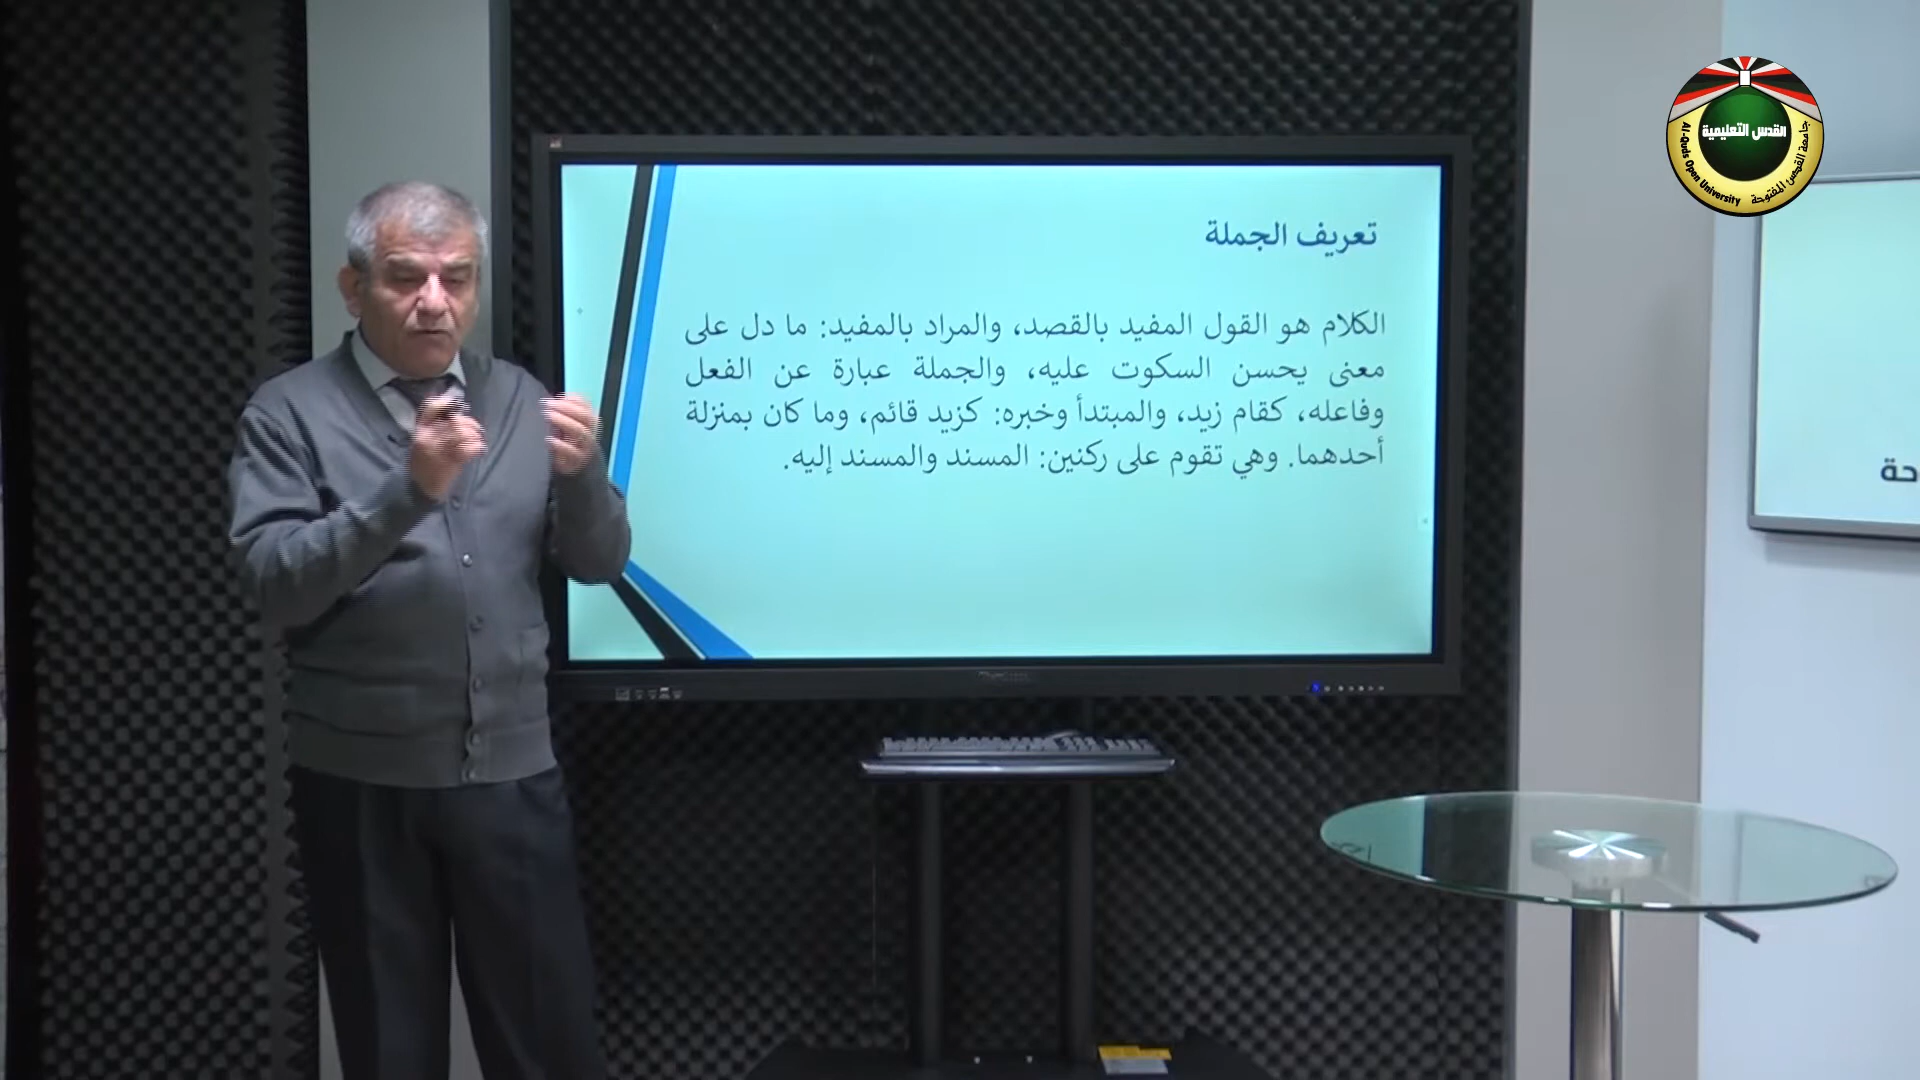 القدس التعليمية
جامعة القدس المفتوحة
Al-Quds Open University
تعريف الجملة
الكلام هو القول المفيد بالقصد، والمراد بالمفيد: ما دل على
معنى يحسن السكوت عليه، والجملة عبارة عن الفعل
وفاعله، كقام زيد، والمبتدأ وخبره: كزيد قائم، وما كان بمنزلة
أحدهما. وهي تقوم على ركنين: المسند والمسند إليه.
حة